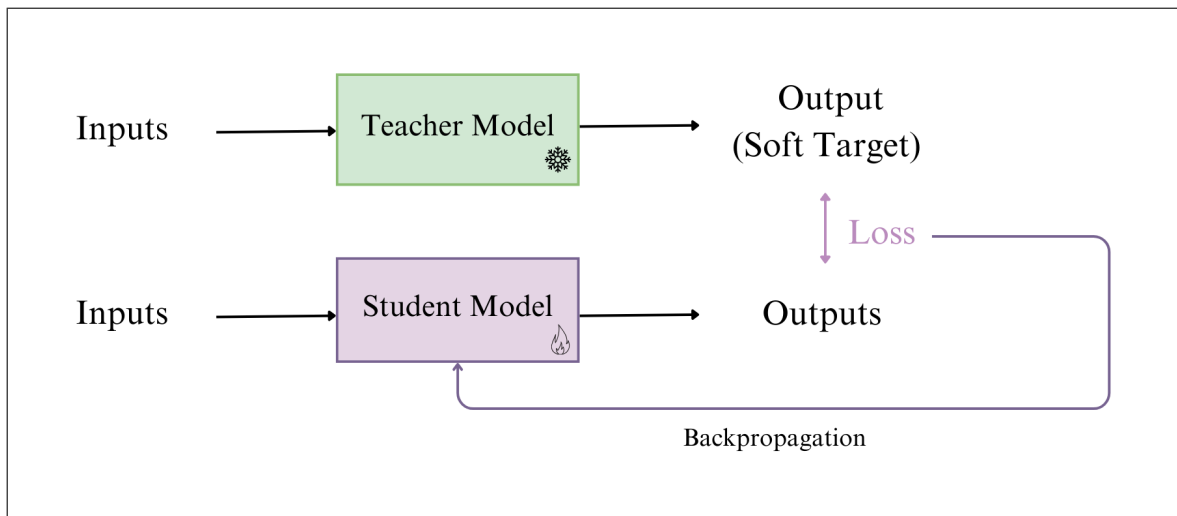 Inputs
Teacher Model
Output
(Soft Target)
Loss
Inputs
Student Model
Outputs
Backpropagation